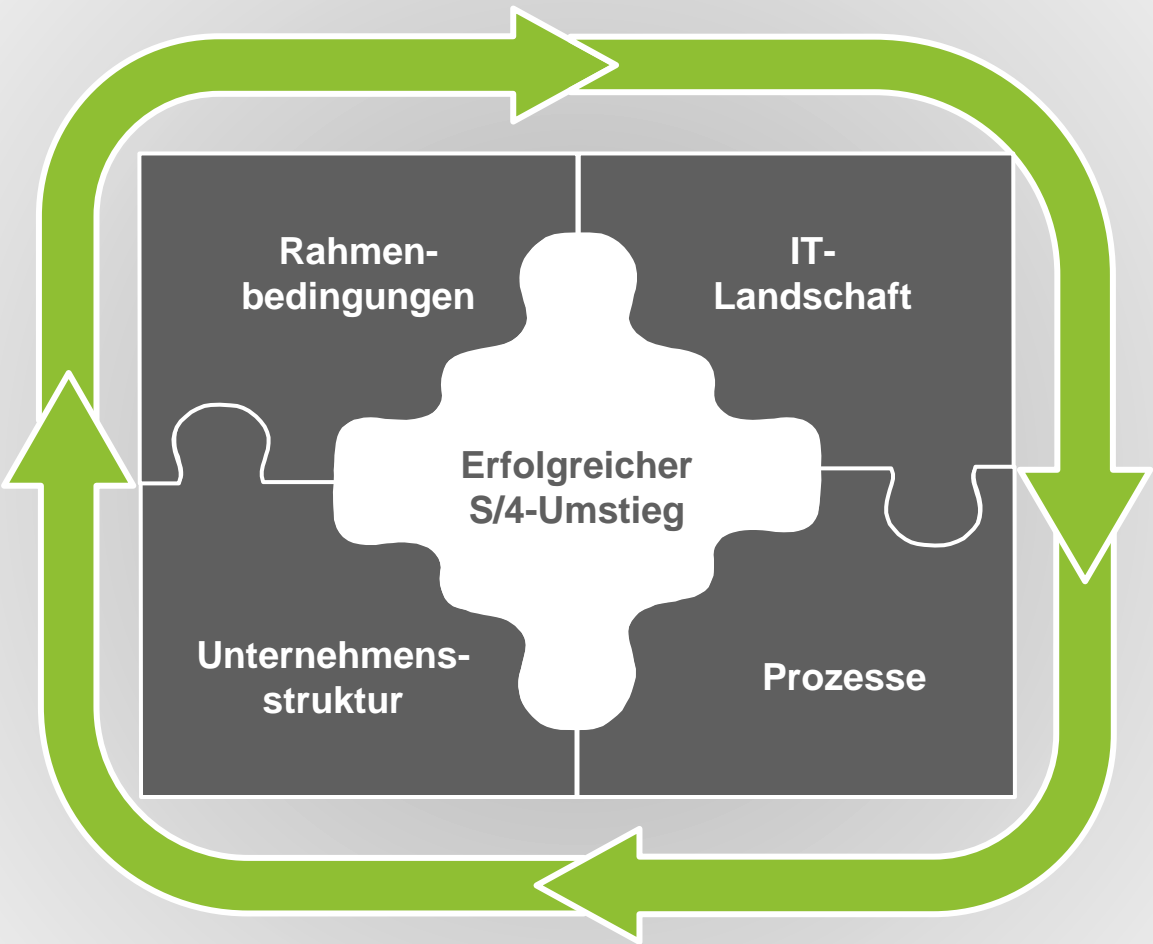 Rahmen-
bedingungen
IT-
Landschaft
Erfolgreicher
S/4-Umstieg
Unternehmens-
struktur
Prozesse